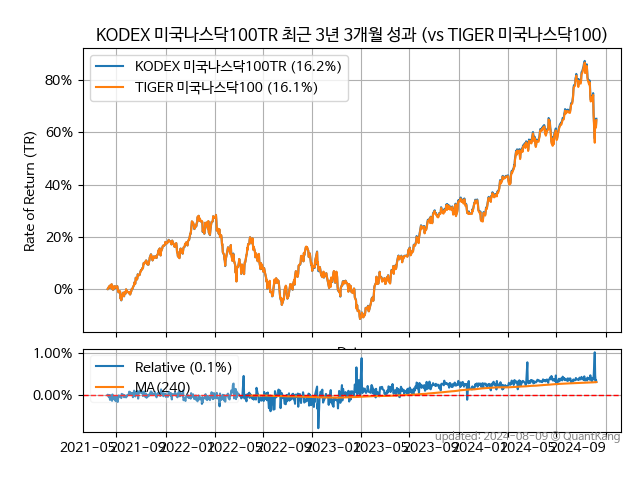 KODEX 미국나스닥100TR 최근 3년 3개월 성과 (vs TIGER 미국나스닥100)
KODEX 미국나스닥100TR (16.2%)
TIGER 미국나스닥100 (16.1%)
Rate of Return (TR)
80%
60%
40%
20%
0%
1.00%
0.00%
Relative (0.1%)
MA(240)
updated: 2024-08-09 @ QuantKang
2021-05 2021-09 2022-01 2022-05 2022-09 2023-01 2023-05 2023-09 2024-01 2024-05 2024-09